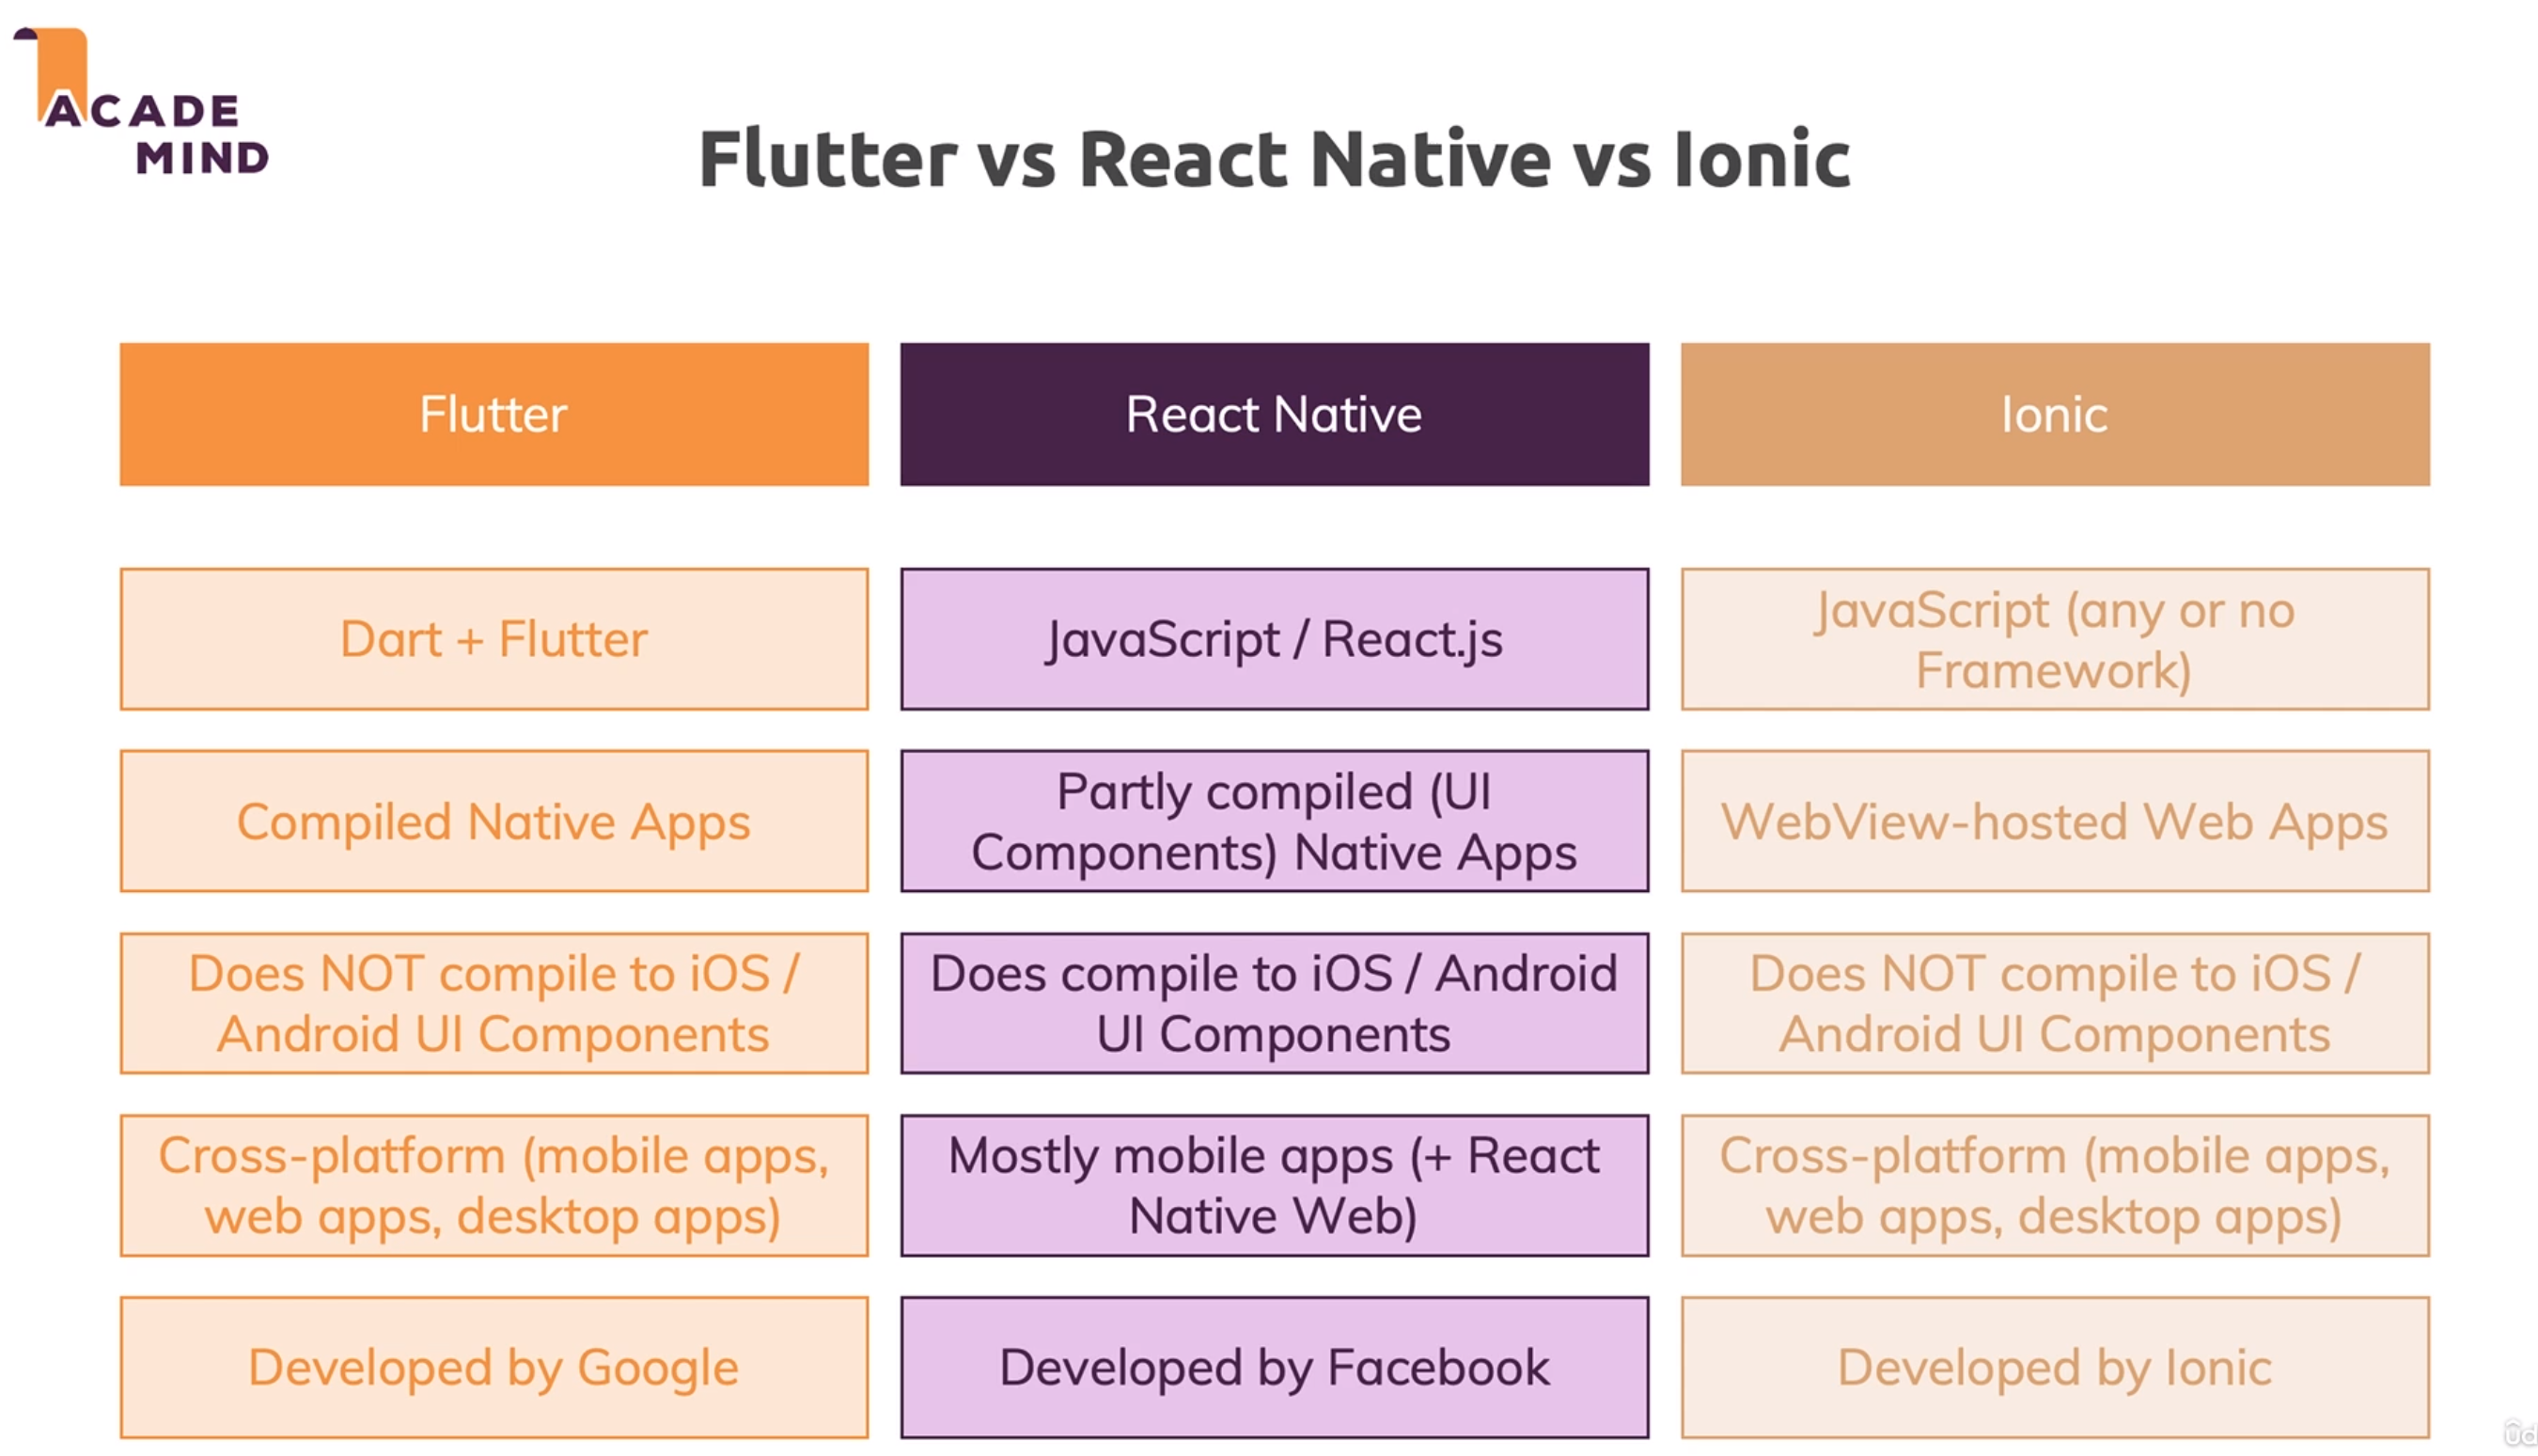 ACADE
MIND
Flutter vs React Native vs Ionic
Flutter
React Native
Ionic
Dart + Flutter
JavaScript / React.js
JavaScript (any or no
Framework)
Compiled Native Apps
Partly compiled (UI
Components) Native Apps
WebView-hosted Web Apps
Does NOT compile to iOS /
Android UI Components
Does compile to iOS / Android
UI Components
Does NOT compile to iOS /
Android UI Components
Cross-platform (mobile apps,
web apps, desktop apps)
Mostly mobile apps (+ React
Native Web)
Cross-platform (mobile apps,
web apps, desktop apps)
Developed by Google
Developed by Facebook
Developed by Ionic